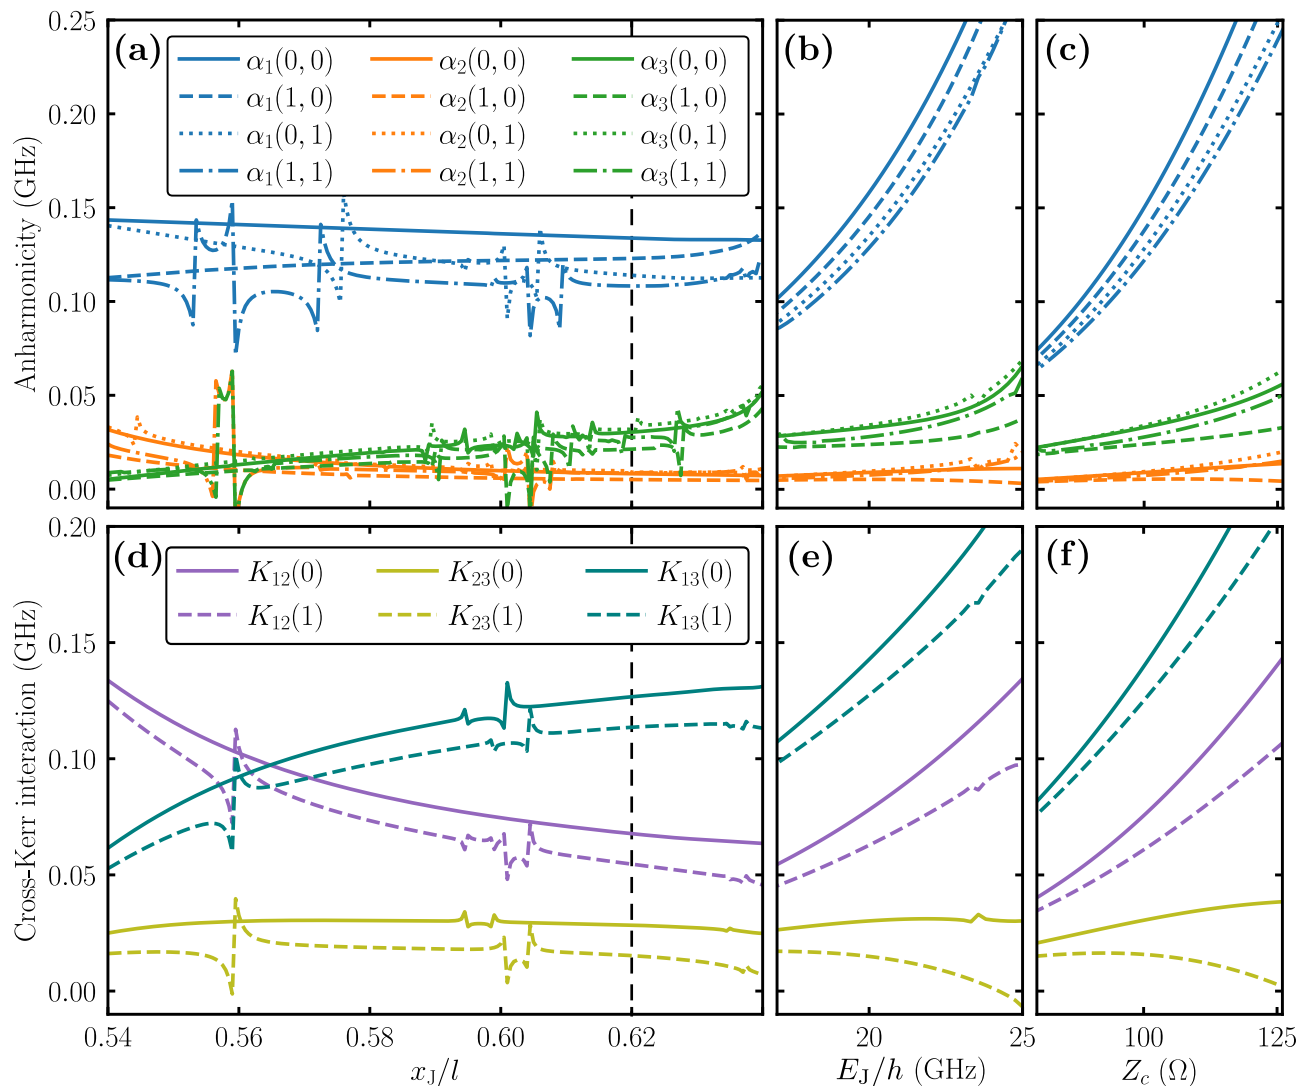 (a) (b) (c)
Anharmonicity (GHz)
0.25
0.20
0.15
0.10
0.05
0.00
α₁(0, 0) α₂(0, 0) α₃(0, 0)
α₁(1, 0) α₂(1, 0) α₃(1, 0)
α₁(0, 1) α₂(0, 1) α₃(0, 1)
α₁(1, 1) α₂(1, 1) α₃(1, 1)
(d) (e) (f)
Cross-Kerr interaction (GHz)
0.20
0.15
0.10
0.05
0.00
K₁₂(0) K₂₃(0) K₁₃(0)
K₁₂(1) K₂₃(1) K₁₃(1)
0.54 0.56 0.58 0.60 0.62 20 25 100 125
x_J/l E_J/h (GHz) Z_c (Ω)